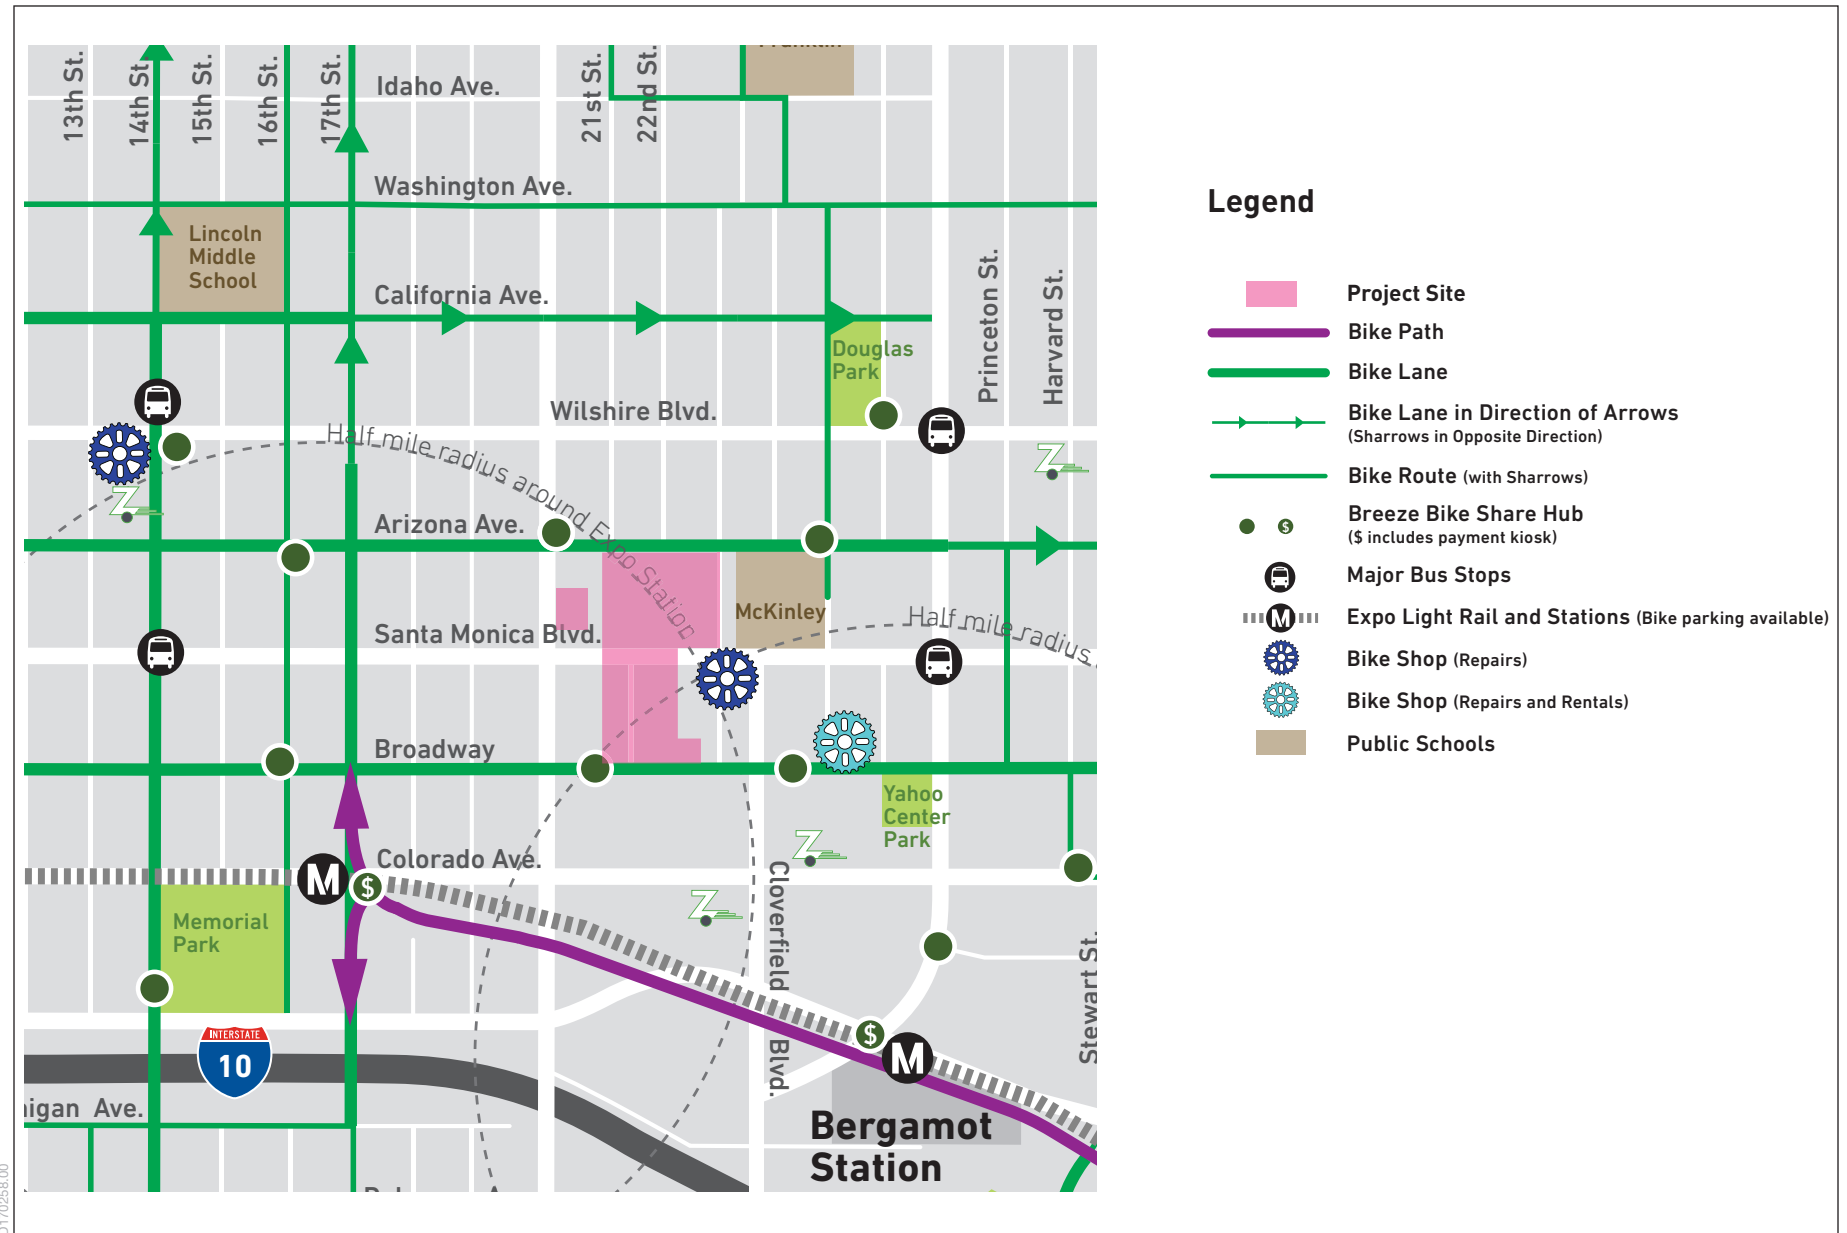 13th St.
14th St.
15th St.
16th St.
17th St.
21st St.
22nd St.
Idaho Ave.
Franklin
Washington Ave.
Lincoln
Middle
School
California Ave.
Princeton St.
Harvard St.
Douglas
Park
Wilshire Blvd.
Half mile radius around Expo Station
Arizona Ave.
McKinley
Santa Monica Blvd.
Half mile radius
Broadway
Yahoo
Center
Park
Colorado Ave.
M
$
Memorial
Park
Cloverfield Blvd.
Stewart St.
$
M
INTERSTATE
10
igan Ave.
Bergamot
Station
Legend
Project Site
Bike Path
Bike Lane
Bike Lane in Direction of Arrows
(Sharrows in Opposite Direction)
Bike Route (with Sharrows)
$
Breeze Bike Share Hub
($ includes payment kiosk)
Major Bus Stops
M
Expo Light Rail and Stations (Bike parking available)
Bike Shop (Repairs)
Bike Shop (Repairs and Rentals)
Public Schools
D170258.00